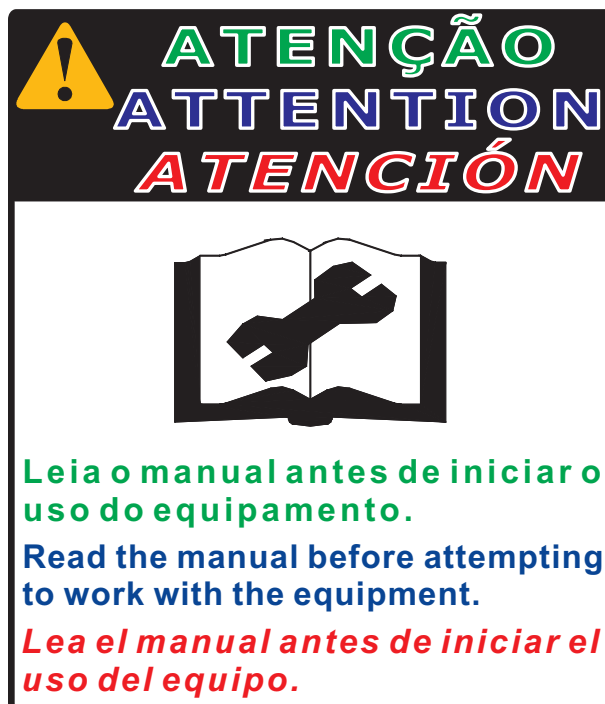 ATENÇÃO
ATTENTION
ATENCIÓN
Leia o manual antes de iniciar o
uso do equipamento.
Read the manual before attempting
to work with the equipment.
Lea el manual antes de iniciar el
uso del equipo.